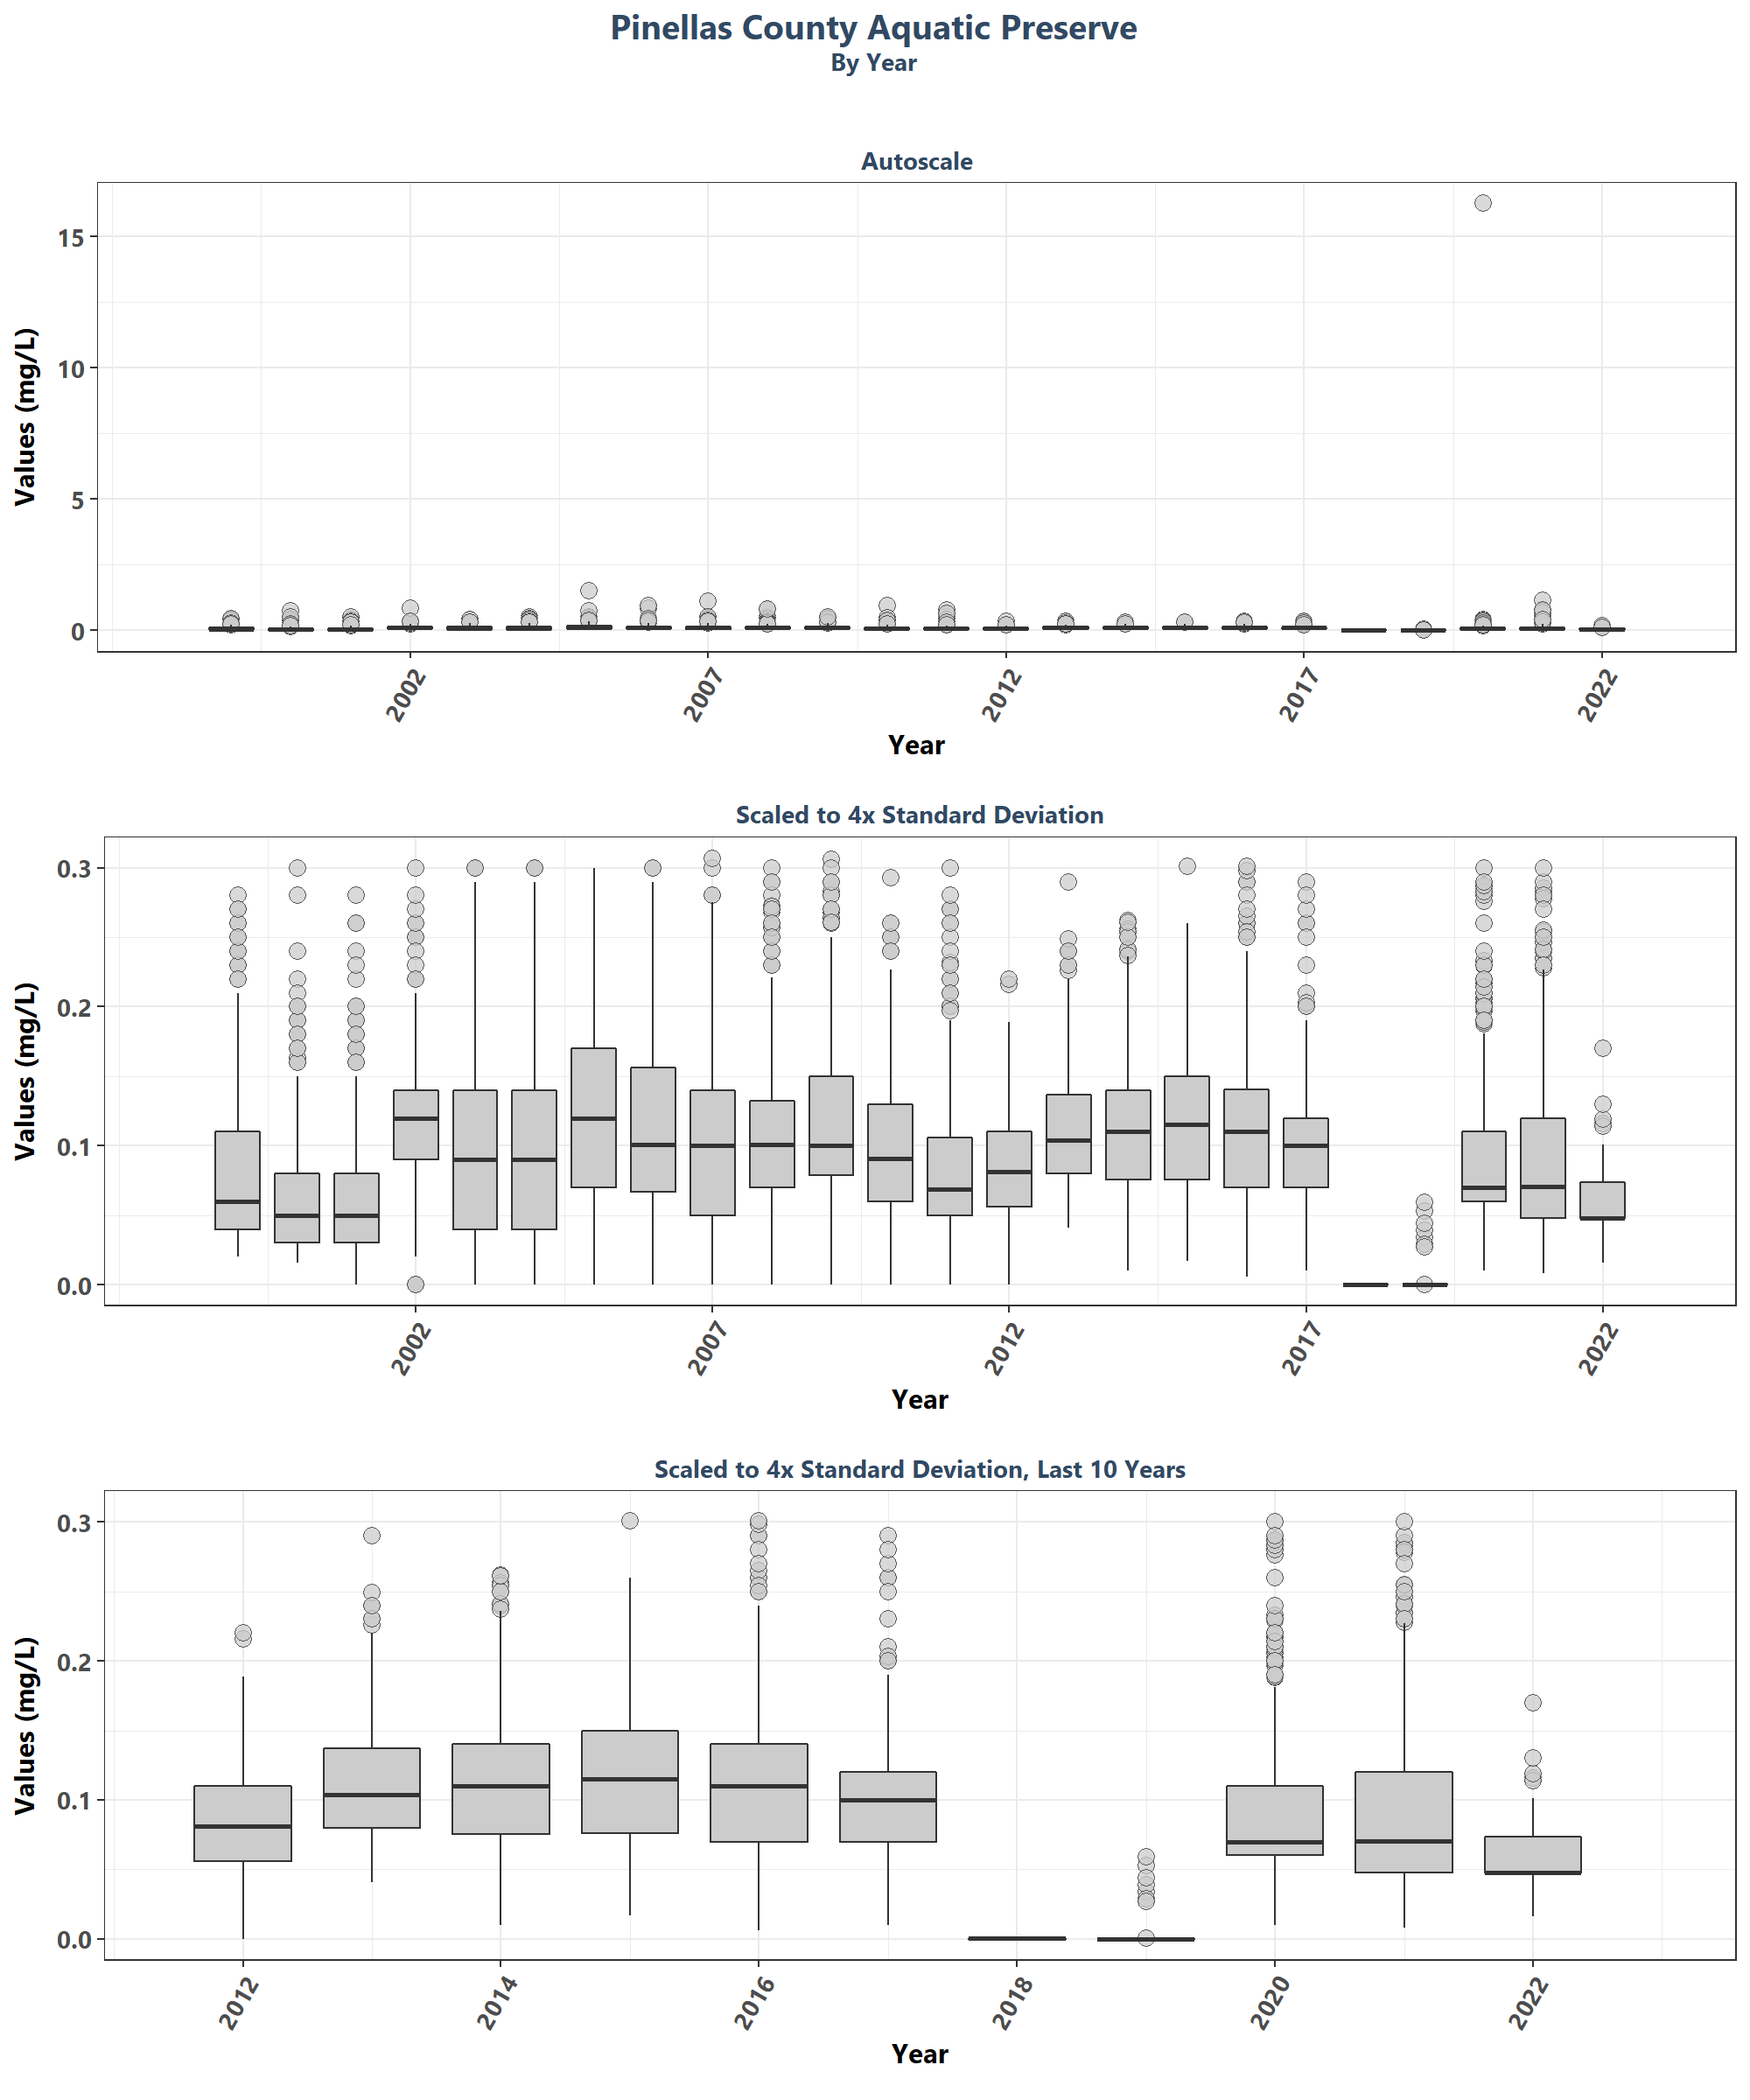 Pinellas County Aquatic Preserve
By Year
Autoscale
Values (mg/L)
15
10
5
0
2002
2007
2012
2017
2022
Year
Scaled to 4x Standard Deviation
Values (mg/L)
0.3
0.2
0.1
0.0
2002
2007
2012
2017
2022
Year
Scaled to 4x Standard Deviation, Last 10 Years
Values (mg/L)
0.3
0.2
0.1
0.0
2012
2014
2016
2018
2020
2022
Year